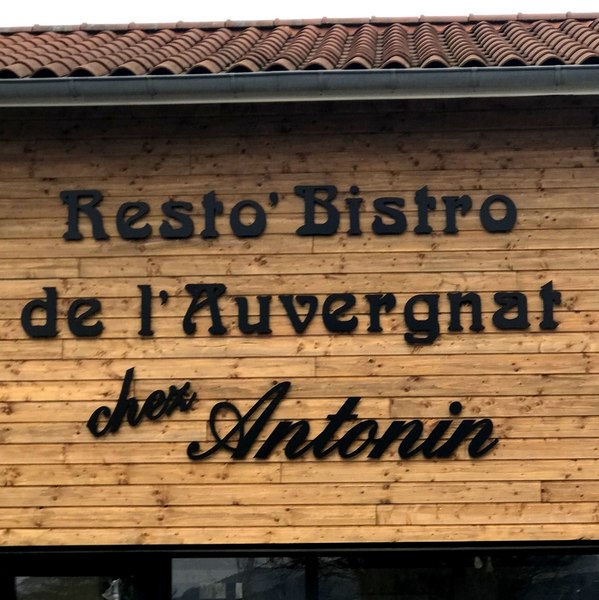 Resto' Bistro
de l'Auvergnat
chez Antonin